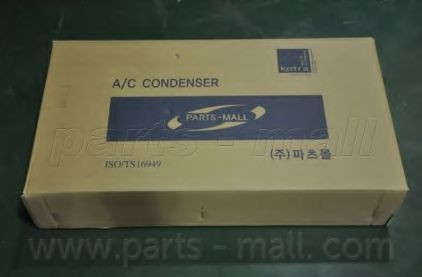 kotra
A/C CONDENSER
PARTS-MALL
parts - mall
(주)파츠몰
ISO/TS16949
www.parts - mall.com